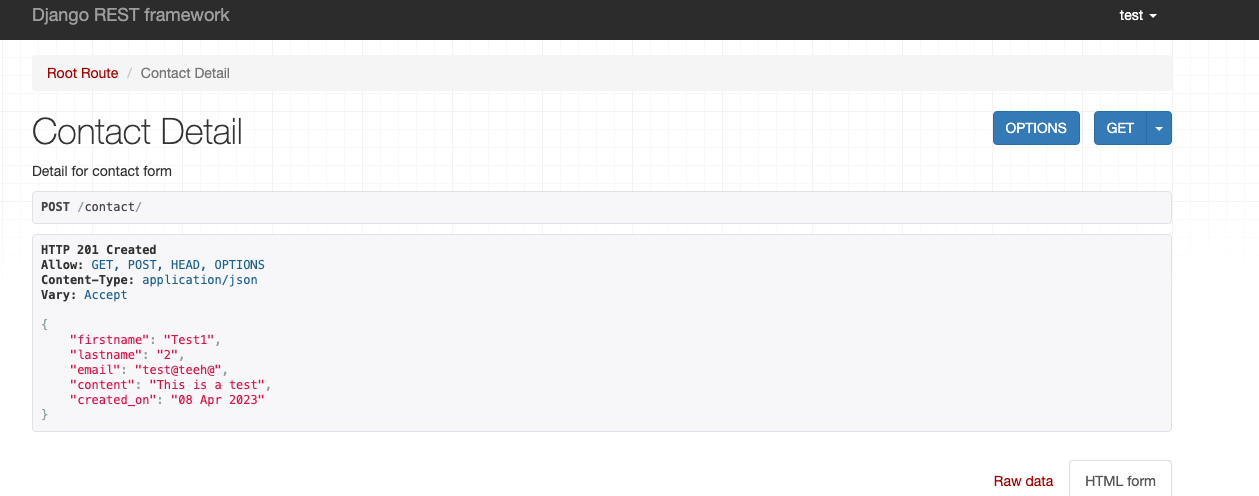 Django REST framework
test
Root Route / Contact Detail
Contact Detail
OPTIONS
GET
Detail for contact form
POST /contact/
HTTP 201 Created
Allow: GET, POST, HEAD, OPTIONS
Content-Type: application/json
Vary: Accept
{
    "firstname": "Test1",
    "lastname": "2",
    "email": "test@teeh@",
    "content": "This is a test",
    "created_on": "08 Apr 2023"
}
Raw data
HTML form